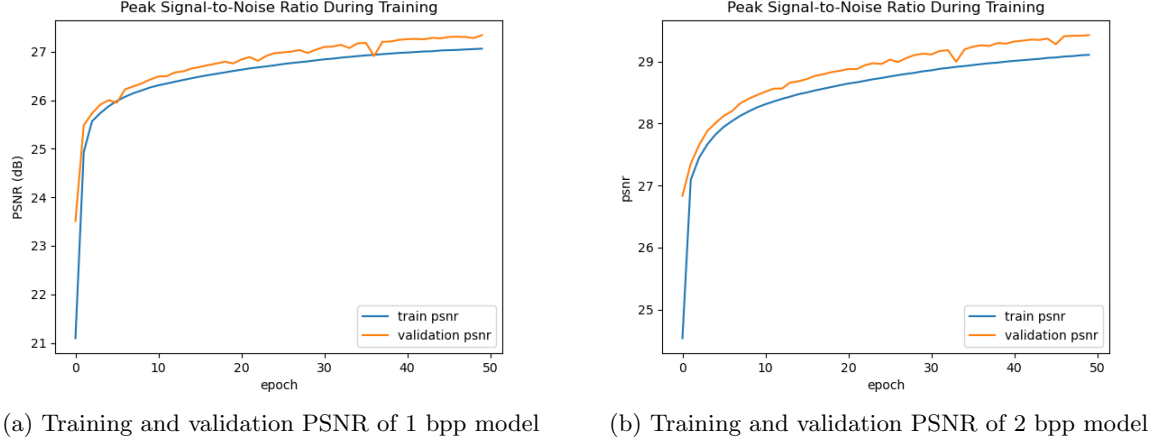 Peak Signal-to-Noise Ratio During Training
PSNR (dB)
27
26
25
24
23
22
21
0
10
20
30
40
50
epoch
train psnr
validation psnr
(a) Training and validation PSNR of 1 bpp model
Peak Signal-to-Noise Ratio During Training
psnr
29
28
27
26
25
0
10
20
30
40
50
epoch
train psnr
validation psnr
(b) Training and validation PSNR of 2 bpp model